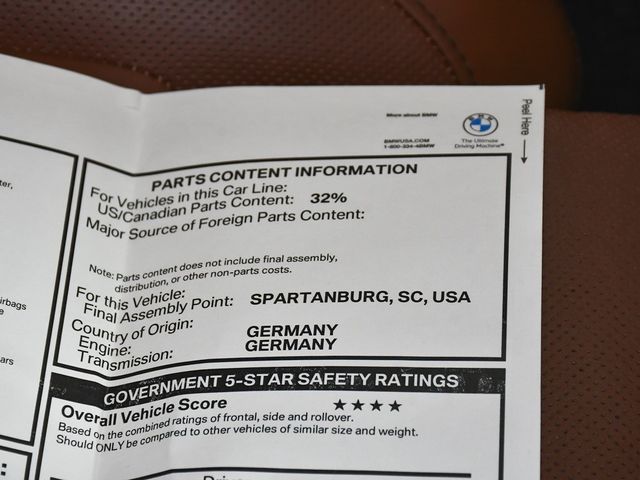 More about BMW
BMWUSA.COM
1-800-334-4BMW
The Ultimate
Driving Machine®
Peel Here
PARTS CONTENT INFORMATION
For Vehicles in this Car Line:
US/Canadian Parts Content: 32%
Major Source of Foreign Parts Content:
Note: Parts content does not include final assembly,
distribution, or other non-parts costs.
For this Vehicle:
Final Assembly Point: SPARTANBURG, SC, USA
Country of Origin:
Engine: GERMANY
Transmission: GERMANY
GOVERNMENT 5-STAR SAFETY RATINGS
Overall Vehicle Score ★★★★
Based on the combined ratings of frontal, side and rollover.
Should ONLY be compared to other vehicles of similar size and weight.